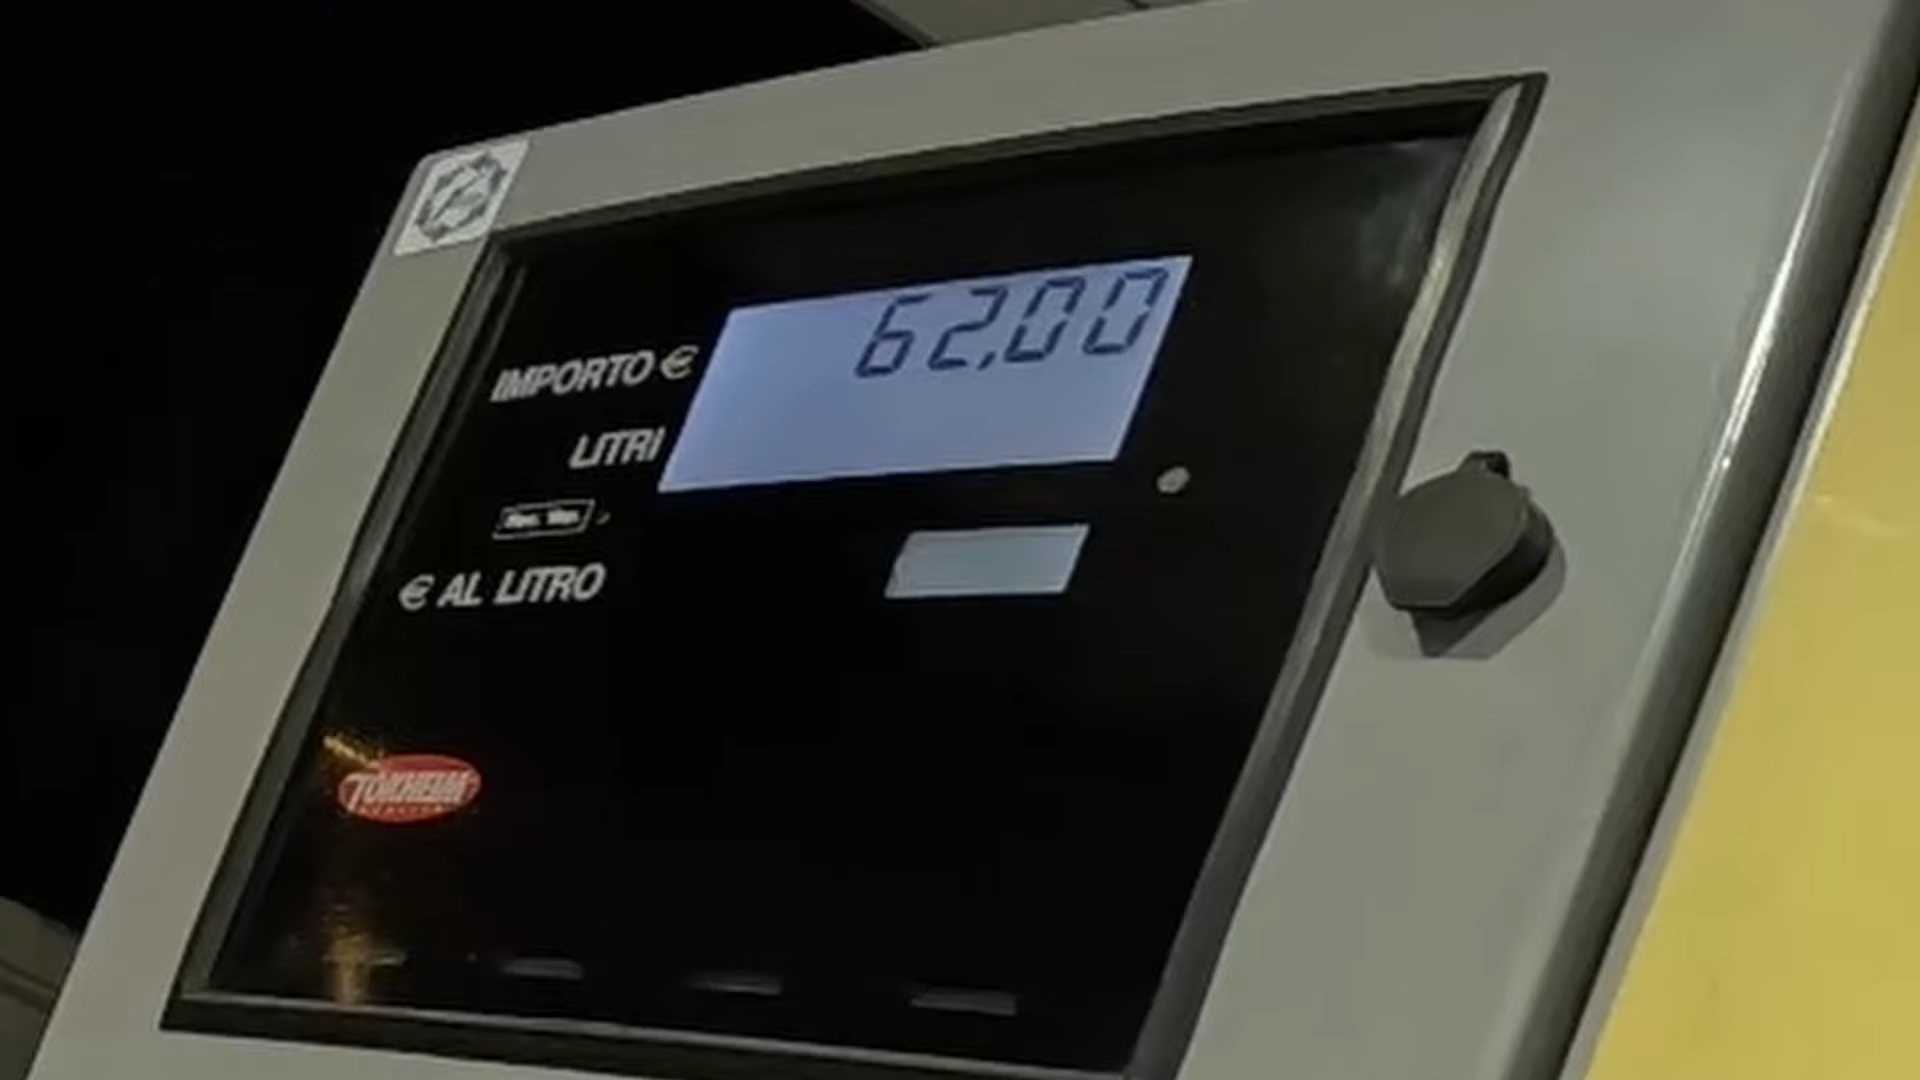 62,00
IMPORTO €
LITRI
€ AL LITRO
TOKHEIM